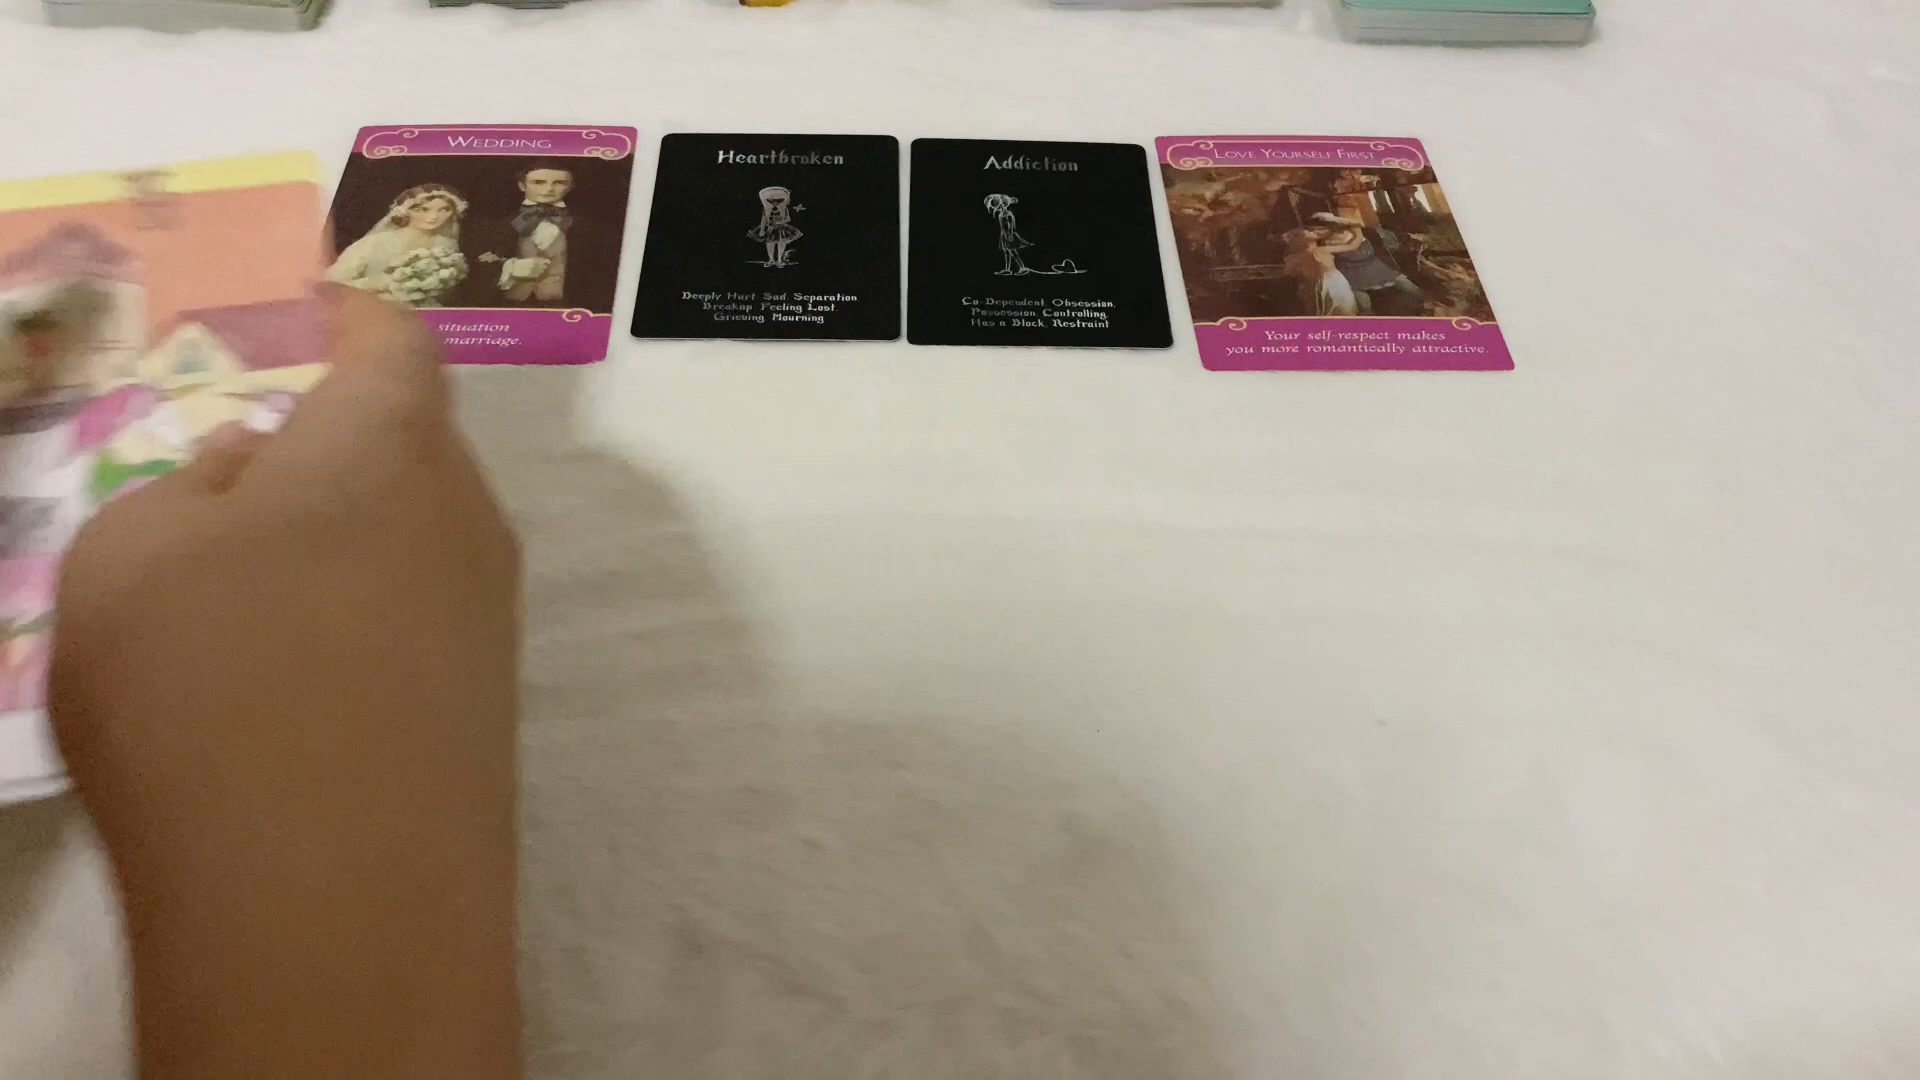 WEDDING
situation
marriage.
Heartbroken
Deeply Hurt Sad Separation
Breakup Feeling Lost.
Grieving Mourning
Addiction
Co-Dependent Obsession.
Possession Controlling.
Has a Block. Restraint
LOVE YOURSELF FIRST
Your self-respect makes
you more romantically attractive.